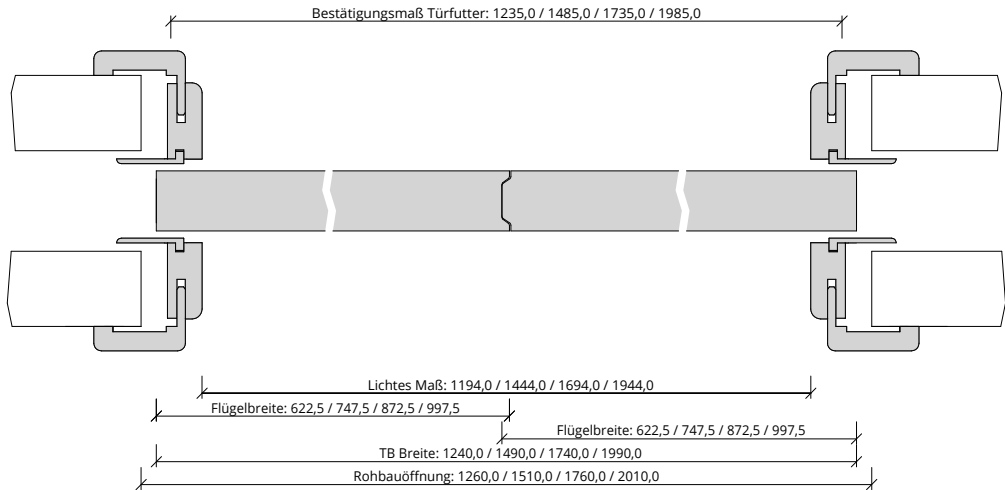 Bestätigungsmaß Türfutter: 1235,0 / 1485,0 / 1735,0 / 1985,0
Lichtes Maß: 1194,0 / 1444,0 / 1694,0 / 1944,0
Flügelbreite: 622,5 / 747,5 / 872,5 / 997,5
Flügelbreite: 622,5 / 747,5 / 872,5 / 997,5
TB Breite: 1240,0 / 1490,0 / 1740,0 / 1990,0
Rohbauöffnung: 1260,0 / 1510,0 / 1760,0 / 2010,0